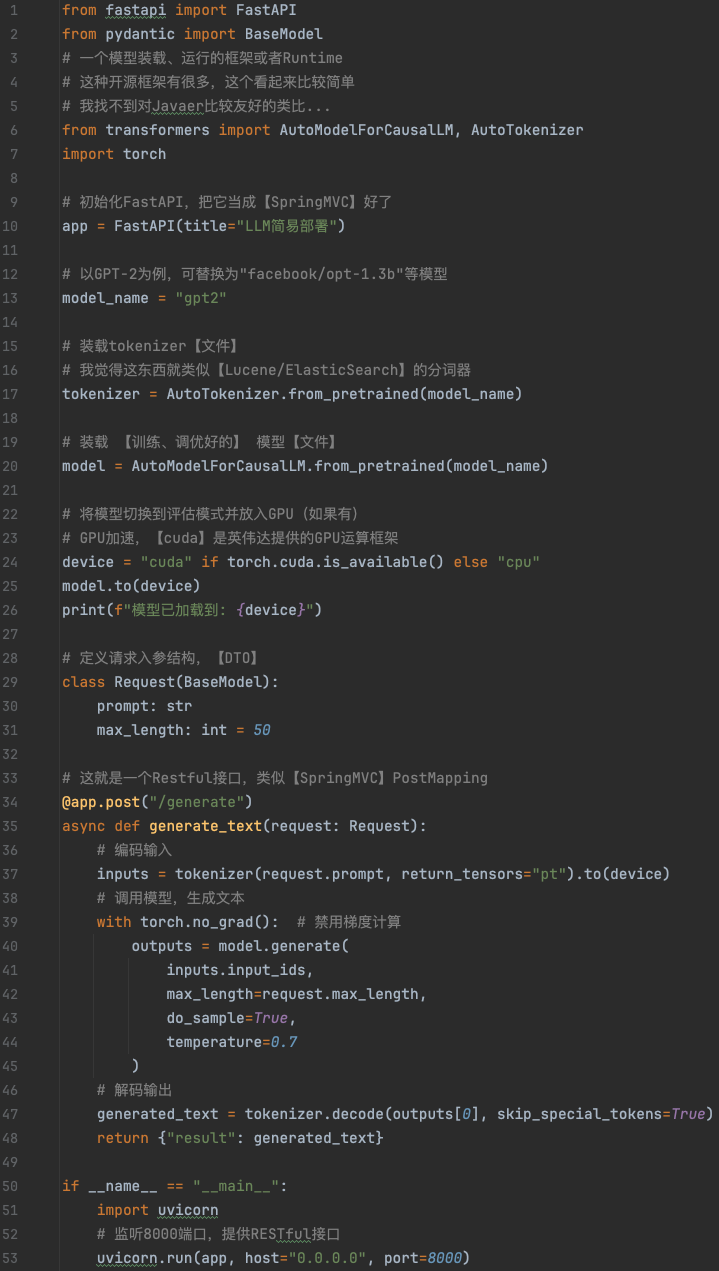 1 from fastapi import FastAPI
2 from pydantic import BaseModel
3 # 一个模型装载、运行的框架或者Runtime
4 # 这种开源框架有很多，这个看起来比较简单
5 # 我找不到对Javaer比较友好的类比...
6 from transformers import AutoModelForCausalLM, AutoTokenizer
7 import torch
8
9 # 初始化FastAPI，把它当成【SpringMVC】好了
10 app = FastAPI(title="LLM简易部署")
11
12 # 以GPT-2为例，可替换为"facebook/opt-1.3b"等模型
13 model_name = "gpt2"
14
15 # 装载tokenizer【文件】
16 # 我觉得这东西就类似【Lucene/ElasticSearch】的分词器
17 tokenizer = AutoTokenizer.from_pretrained(model_name)
18
19 # 装载 【训练、调优好的】 模型【文件】
20 model = AutoModelForCausalLM.from_pretrained(model_name)
21
22 # 将模型切换到评估模式并放入GPU（如果有）
23 # GPU加速，【cuda】是英伟达提供的GPU运算框架
24 device = "cuda" if torch.cuda.is_available() else "cpu"
25 model.to(device)
26 print(f"模型已加载到: {device}")
27
28 # 定义请求入参结构，【DTO】
29 class Request(BaseModel):
30     prompt: str
31     max_length: int = 50
32
33 # 这就是一个Restful接口，类似【SpringMVC】PostMapping
34 @app.post("/generate")
35 async def generate_text(request: Request):
36     # 编码输入
37     inputs = tokenizer(request.prompt, return_tensors="pt").to(device)
38     # 调用模型，生成文本
39     with torch.no_grad():  # 禁用梯度计算
40         outputs = model.generate(
41             inputs.input_ids,
42             max_length=request.max_length,
43             do_sample=True,
44             temperature=0.7
45         )
46     # 解码输出
47     generated_text = tokenizer.decode(outputs[0], skip_special_tokens=True)
48     return {"result": generated_text}
49
50 if __name__ == "__main__":
51     import uvicorn
52     # 监听8000端口，提供RESTful接口
53     uvicorn.run(app, host="0.0.0.0", port=8000)